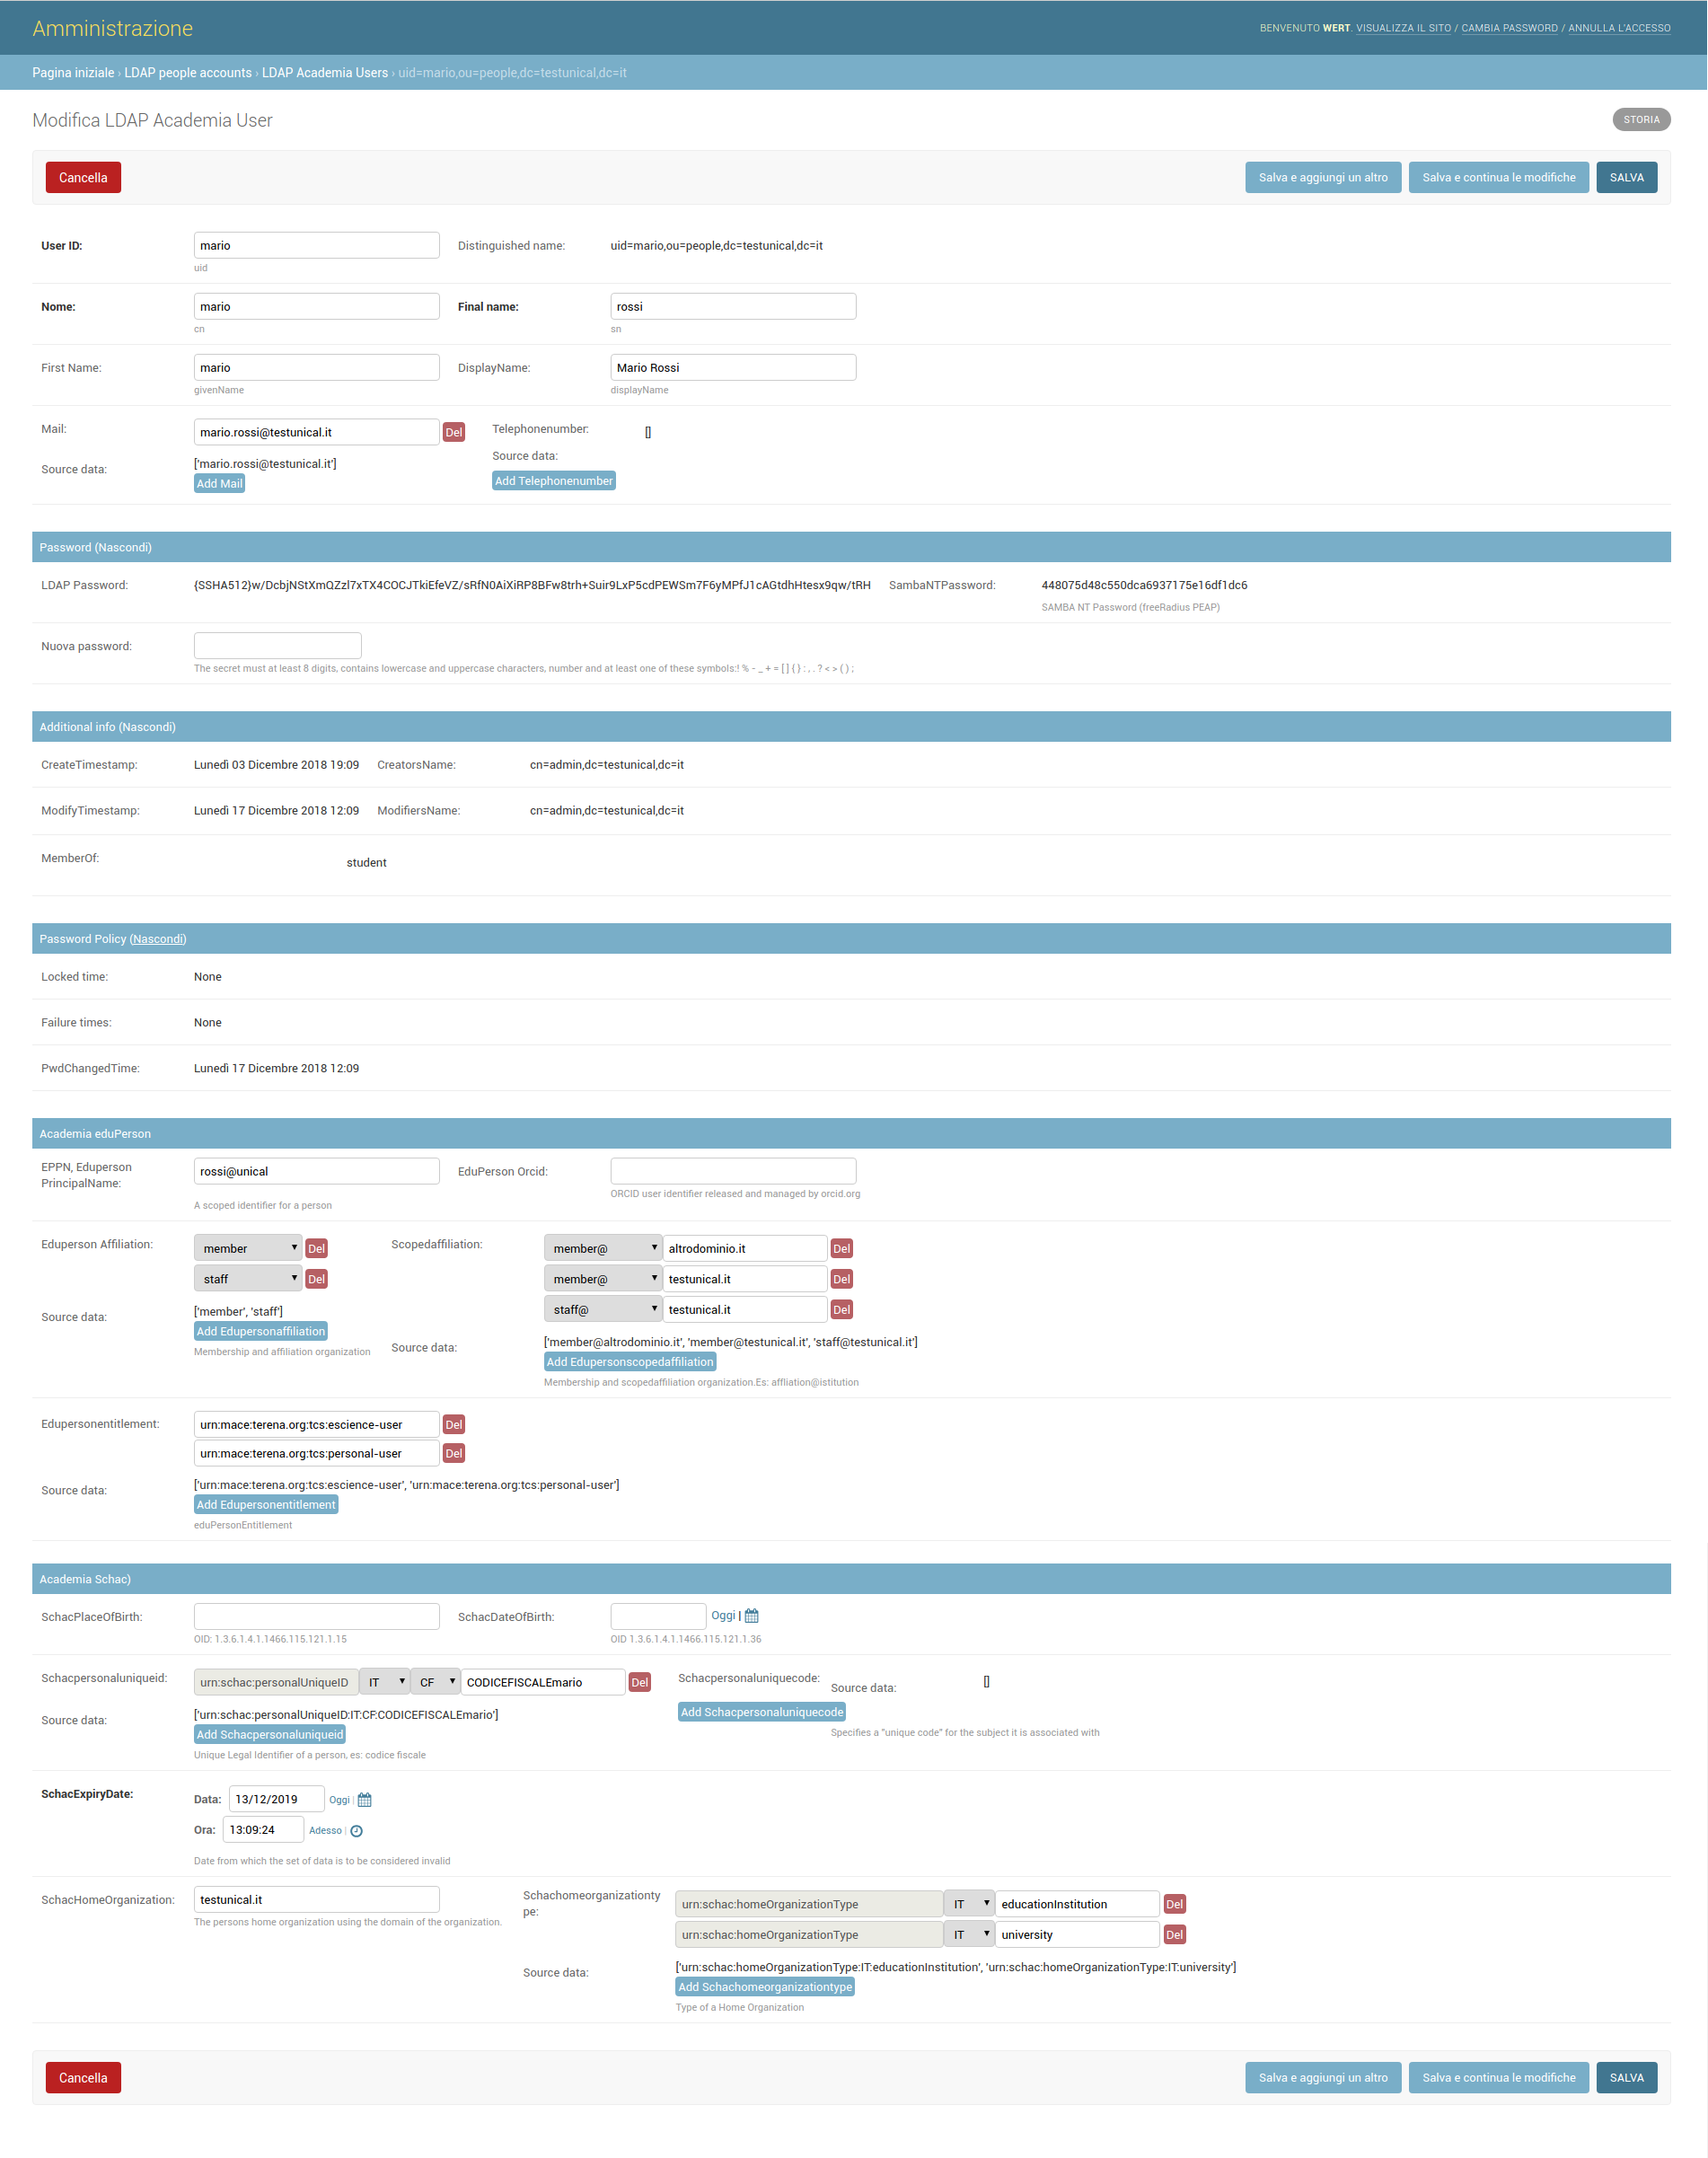 Amministrazione
BENVENUTO WERT. VISUALIZZA IL SITO / CAMBIA PASSWORD / ANNULLA L'ACCESSO
Pagina iniziale › LDAP people accounts › LDAP Academia Users › uid=mario,ou=people,dc=testunical,dc=it
Modifica LDAP Academia User
STORIA
Cancella
Salva e aggiungi un altro
Salva e continua le modifiche
SALVA
User ID:
mario
uid
Distinguished name:
uid=mario,ou=people,dc=testunical,dc=it
Nome:
mario
cn
Final name:
rossi
sn
First Name:
mario
givenName
DisplayName:
Mario Rossi
displayName
Mail:
mario.rossi@testunical.it
Del
Source data:
['mario.rossi@testunical.it']
Add Mail
Telephonenumber:
[]
Source data:
Add Telephonenumber
Password (Nascondi)
LDAP Password:
{SSHA512}w/DcbjNStXmQZzl7xTX4COCJTkiEfeVZ/sRfN0AiXiRP8BFw8trh+Suir9LxP5cdPEWSm7F6yMPfJ1cAGtdhHtesx9qw/tRH
SambaNTPassword:
448075d48c550dca6937175e16df1dc6
SAMBA NT Password (freeRadius PEAP)
Nuova password:
The secret must at least 8 digits, contains lowercase and uppercase characters, number and at least one of these symbols:! % - _ + = [ ] { } : , . ? < > ( ) ;
Additional info (Nascondi)
CreateTimestamp:
Lunedì 03 Dicembre 2018 19:09
CreatorsName:
cn=admin,dc=testunical,dc=it
ModifyTimestamp:
Lunedì 17 Dicembre 2018 12:09
ModifiersName:
cn=admin,dc=testunical,dc=it
MemberOf:
student
Password Policy (Nascondi)
Locked time:
None
Failure times:
None
PwdChangedTime:
Lunedì 17 Dicembre 2018 12:09
Academia eduPerson
EPPN, Eduperson
PrincipalName:
rossi@unical
A scoped identifier for a person
EduPerson Orcid:
ORCID user identifier released and managed by orcid.org
Eduperson Affiliation:
member
Del
staff
Del
Source data:
['member', 'staff']
Add Edupersonaffiliation
Membership and affiliation organization
Scopedaffiliation:
member@
altrodominio.it
Del
member@
testunical.it
Del
staff@
testunical.it
Del
Source data:
['member@altrodominio.it', 'member@testunical.it', 'staff@testunical.it']
Add Edupersonscopedaffiliation
Membership and scopedaffiliation organization.Es: affliation@istitution
Edupersonentitlement:
urn:mace:terena.org:tcs:escience-user
Del
urn:mace:terena.org:tcs:personal-user
Del
Source data:
['urn:mace:terena.org:tcs:escience-user', 'urn:mace:terena.org:tcs:personal-user']
Add Edupersonentitlement
eduPersonEntitlement
Academia Schac)
SchacPlaceOfBirth:
OID: 1.3.6.1.4.1.1466.115.121.1.15
SchacDateOfBirth:
Oggi |
OID 1.3.6.1.4.1.1466.115.121.1.36
Schacpersonaluniqueid:
urn:schac:personalUniqueID
IT
CF
CODICEFISCALEmario
Del
Source data:
['urn:schac:personalUniqueID:IT:CF:CODICEFISCALEmario']
Add Schacpersonaluniqueid
Unique Legal Identifier of a person, es: codice fiscale
Schacpersonaluniquecode:
Source data:
[]
Add Schacpersonaluniquecode
Specifies a "unique code" for the subject it is associated with
SchacExpiryDate:
Data:
13/12/2019
Oggi |
Ora:
13:09:24
Adesso |
Date from which the set of data is to be considered invalid
SchacHomeOrganization:
testunical.it
The persons home organization using the domain of the organization.
Schachomeorganizationty
pe:
urn:schac:homeOrganizationType
IT
educationInstitution
Del
urn:schac:homeOrganizationType
IT
university
Del
Source data:
['urn:schac:homeOrganizationType:IT:educationInstitution', 'urn:schac:homeOrganizationType:IT:university']
Add Schachomeorganizationtype
Type of a Home Organization
Cancella
Salva e aggiungi un altro
Salva e continua le modifiche
SALVA